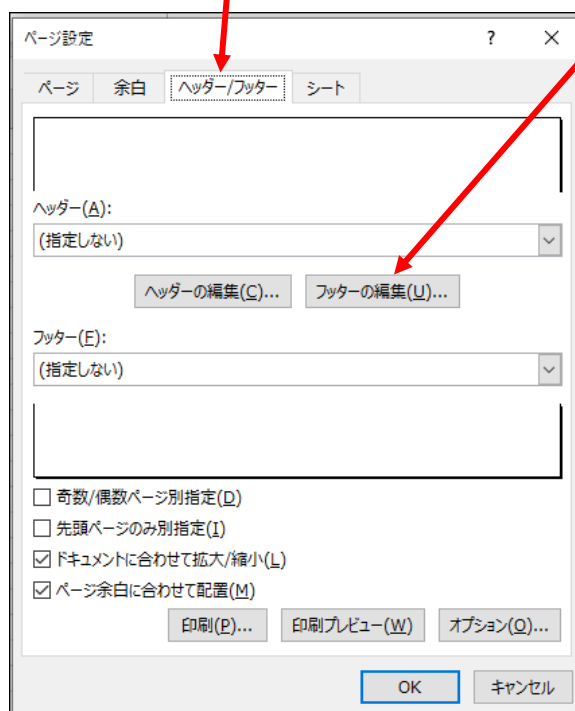 ページ設定 ? ×
ページ 余白 ヘッダー/フッター シート
ヘッダー(A):
(指定しない)
ヘッダーの編集(C)... フッターの編集(U)...
フッター(F):
(指定しない)
奇数/偶数ページ別指定(D)
先頭ページのみ別指定(I)
ドキュメントに合わせて拡大/縮小(L)
ページ余白に合わせて配置(M)
印刷(P)... 印刷プレビュー(W) オプション(O)...
OK キャンセル